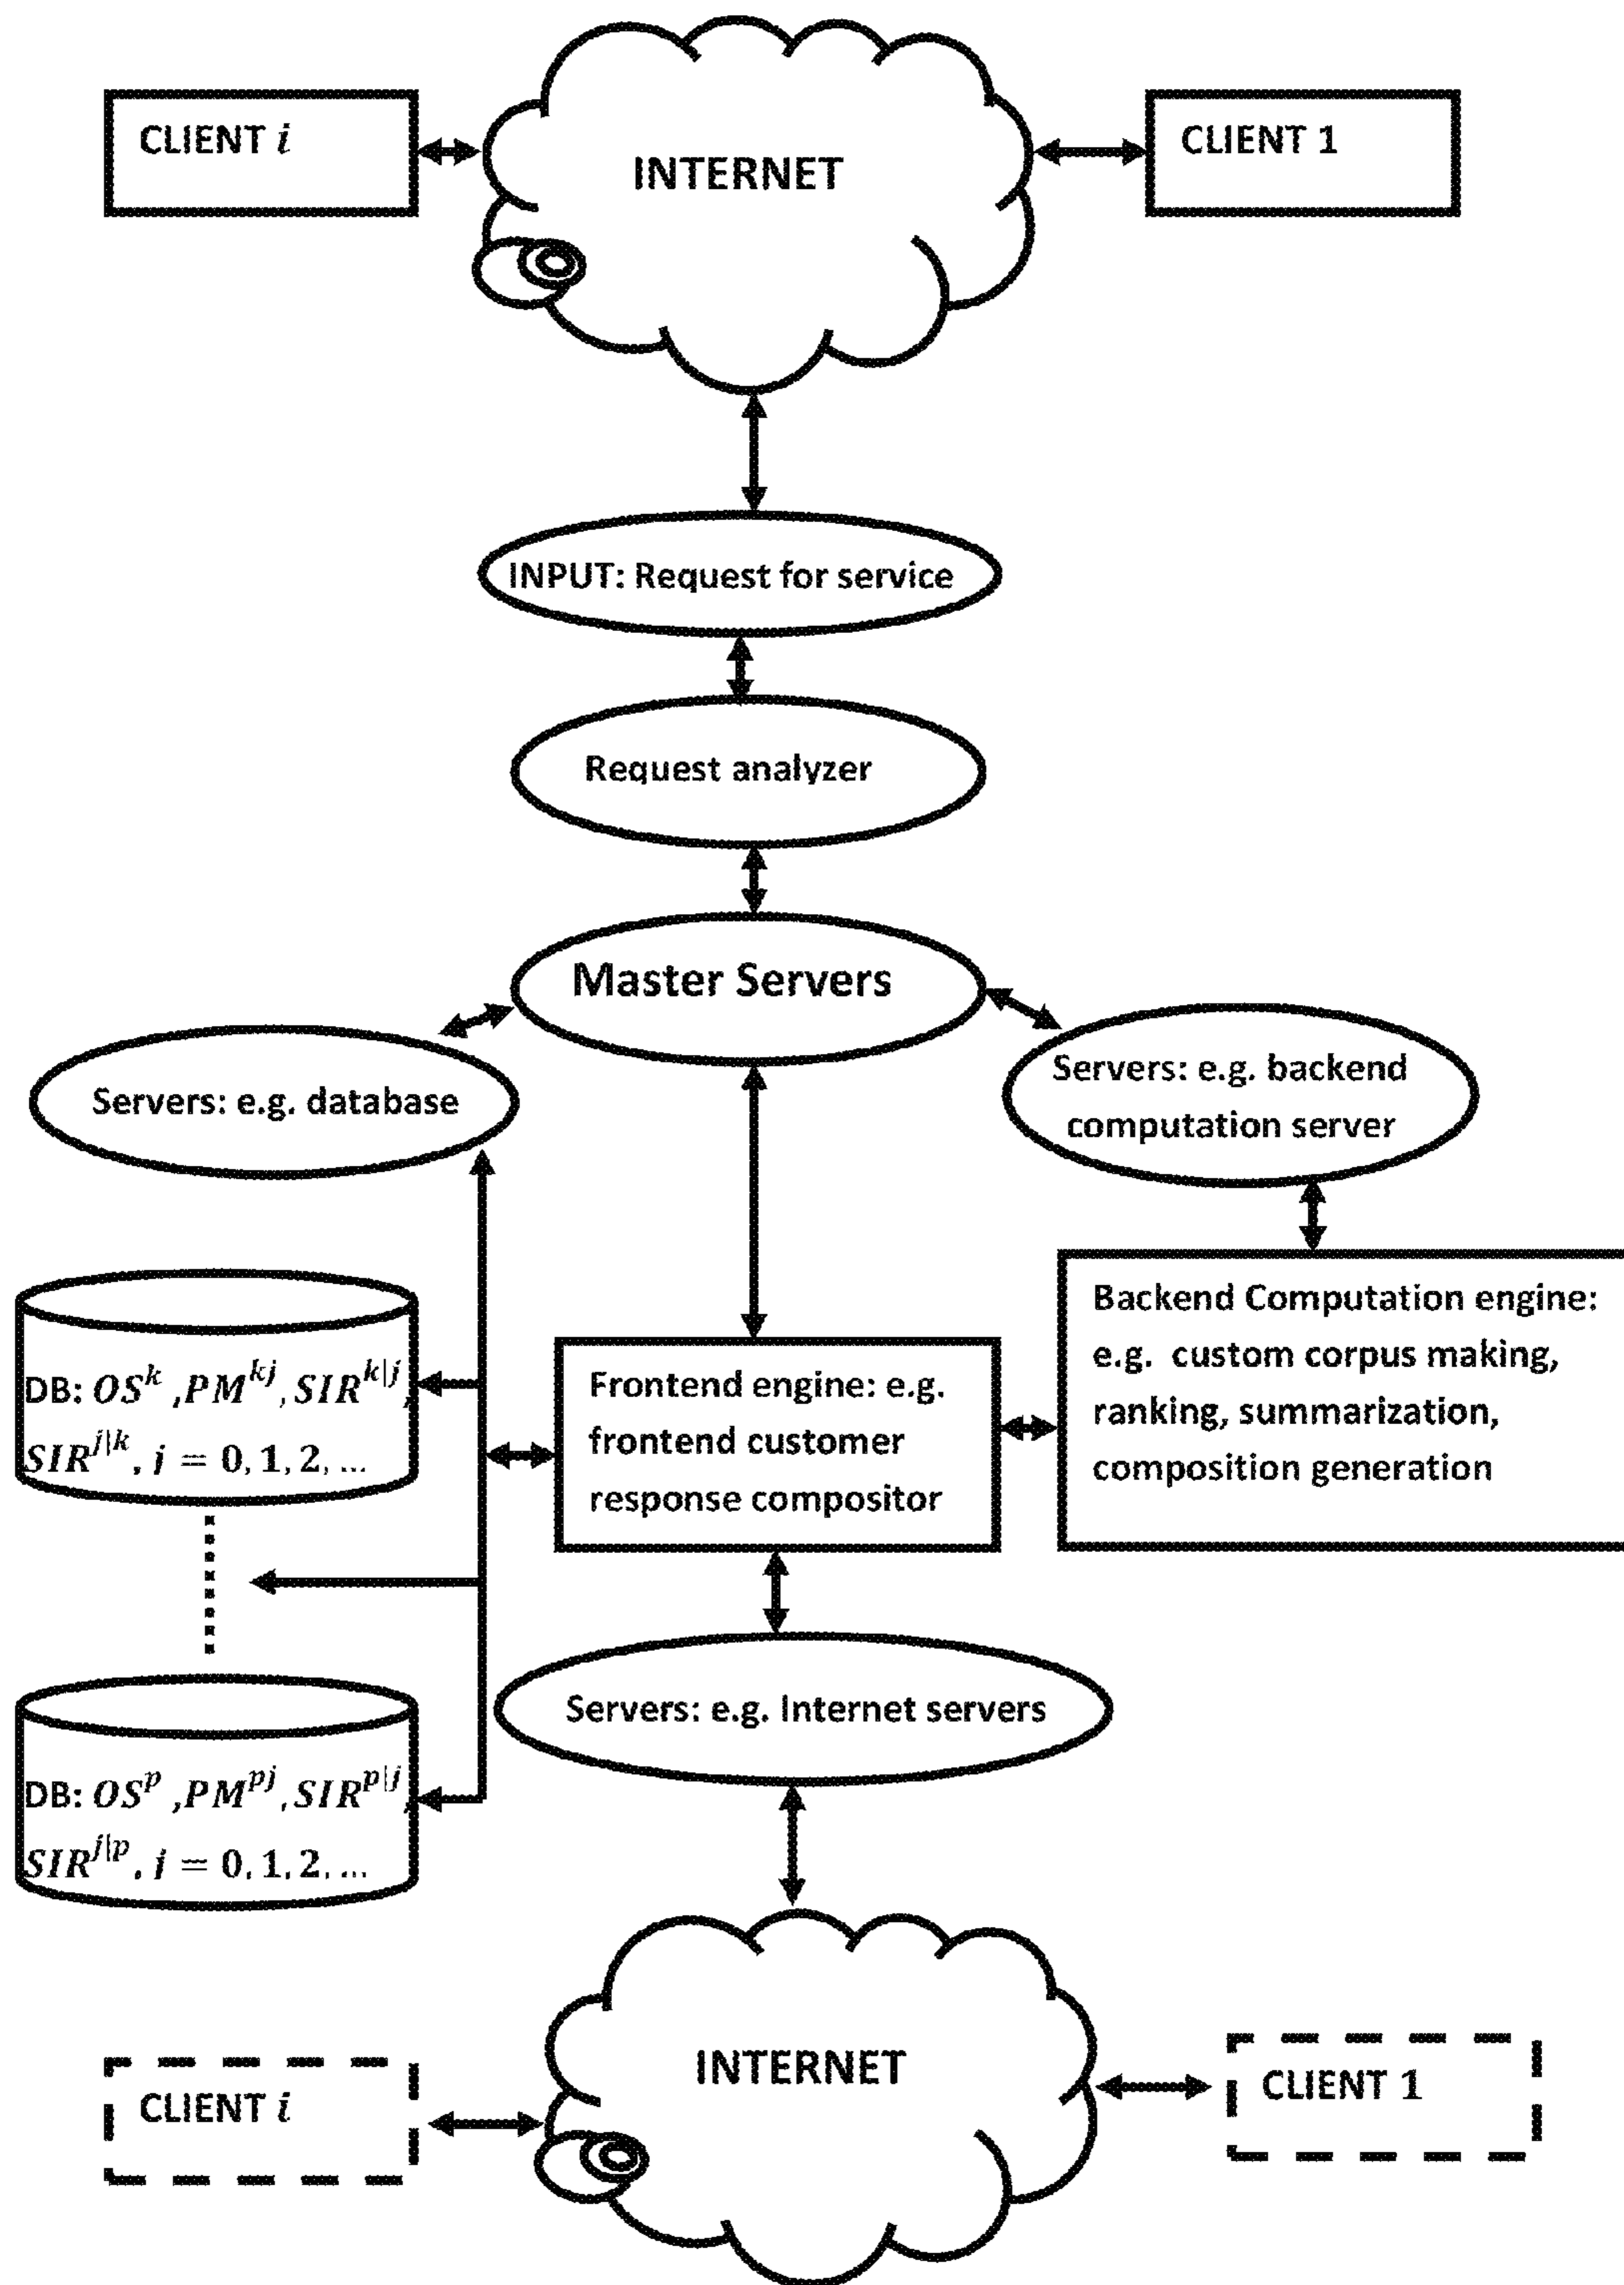 CLIENT i
INTERNET
CLIENT 1
INPUT: Request for service
Request analyzer
Master Servers
Servers: e.g. database
Servers: e.g. backend
computation server
DB: OS^k ,PM^{kj}, SIR^{k|j},
SIR^{j|k}, j = 0, 1, 2, ...
Frontend engine: e.g.
frontend customer
response compositor
Backend Computation engine:
e.g. custom corpus making,
ranking, summarization,
composition generation
Servers: e.g. Internet servers
DB: OS^p ,PM^{pj}, SIR^{p|j},
SIR^{j|p}, j = 0, 1, 2, ...
CLIENT i
INTERNET
CLIENT 1